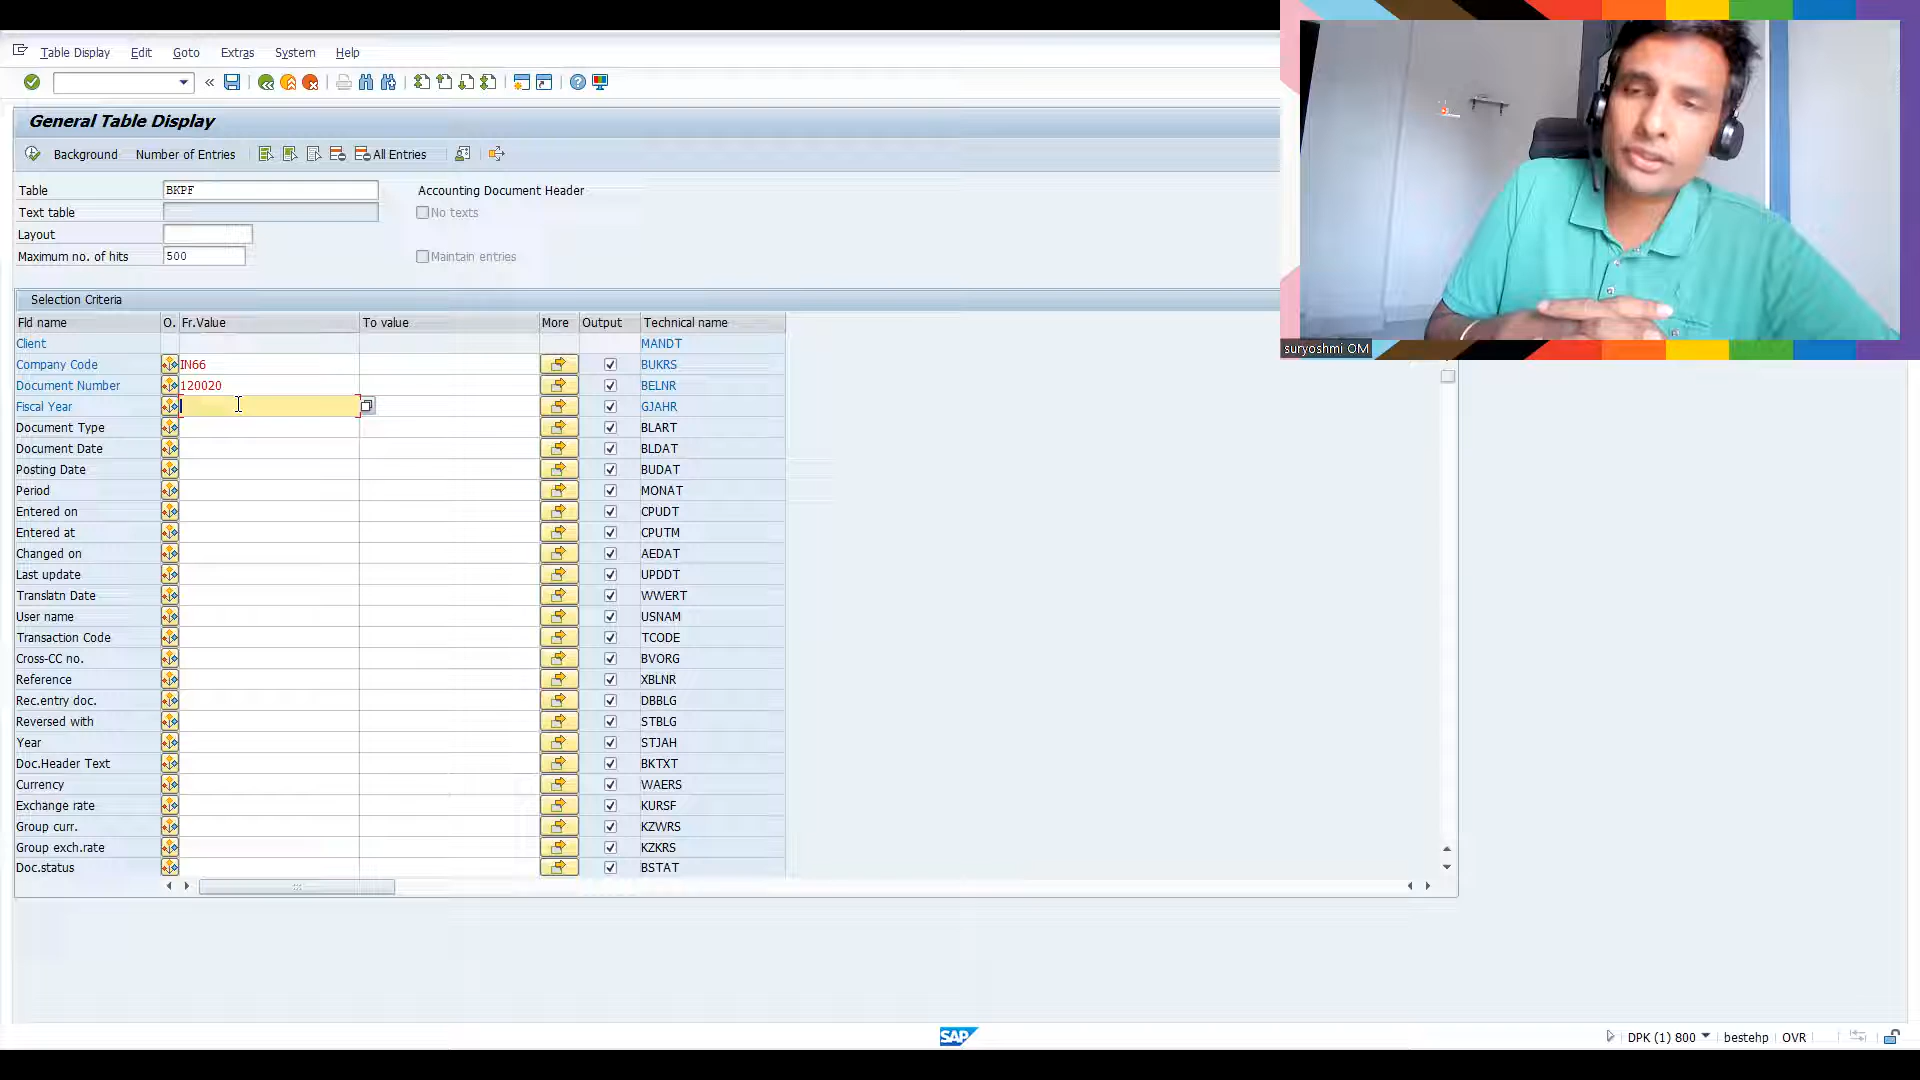 Table Display Edit Goto Extras System Help
General Table Display
Background Number of Entries All Entries
Table BKPF Accounting Document Header
Text table No texts
Layout
Maximum no. of hits 500 Maintain entries
Selection Criteria
Fld name O. Fr.Value To value More Output Technical name
Client MANDT
Company Code IN66 BUKRS
Document Number 120020 BELNR
Fiscal Year GJAHR
Document Type BLART
Document Date BLDAT
Posting Date BUDAT
Period MONAT
Entered on CPUDT
Entered at CPUTM
Changed on AEDAT
Last update UPDDT
Translatn Date WWERT
User name USNAM
Transaction Code TCODE
Cross-CC no. BVORG
Reference XBLNR
Rec.entry doc. DBBLG
Reversed with STBLG
Year STJAH
Doc.Header Text BKTXT
Currency WAERS
Exchange rate KURSF
Group curr. KZWRS
Group exch.rate KZKRS
Doc.status BSTAT
suryoshmi OM
SAP
DPK (1) 800 bestehp OVR